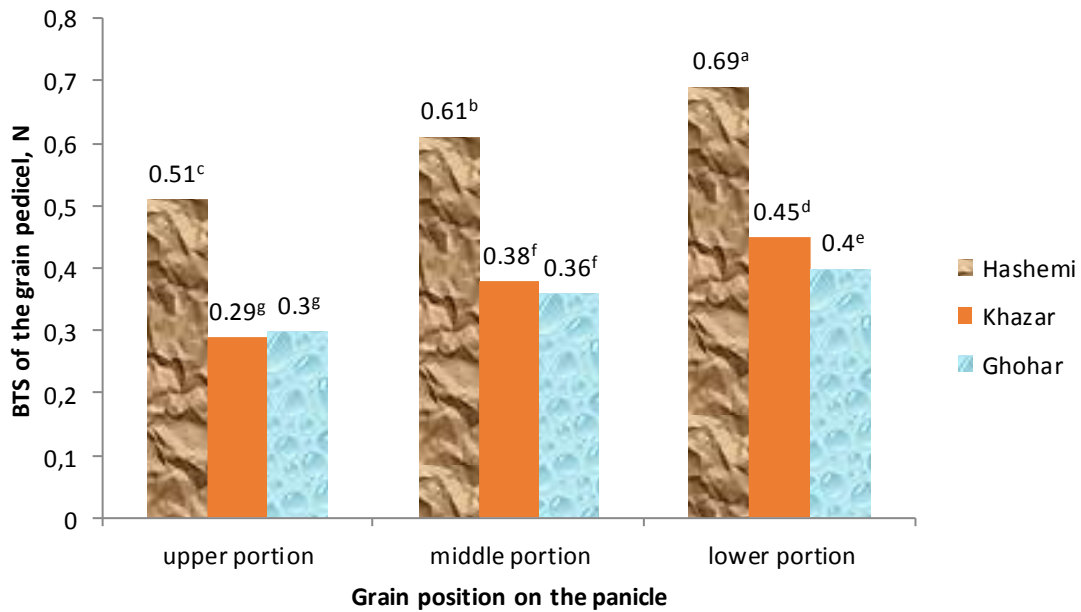 BTS of the grain pedicel, N
0,8
0,7
0,6
0,5
0,4
0,3
0,2
0,1
0
0.51ᶜ
0.29ᵍ
0.3ᵍ
0.61ᵇ
0.38ᶠ
0.36ᶠ
0.69ᵃ
0.45ᵈ
0.4ᵉ
upper portion
middle portion
lower portion
Grain position on the panicle
Hashemi
Khazar
Ghohar